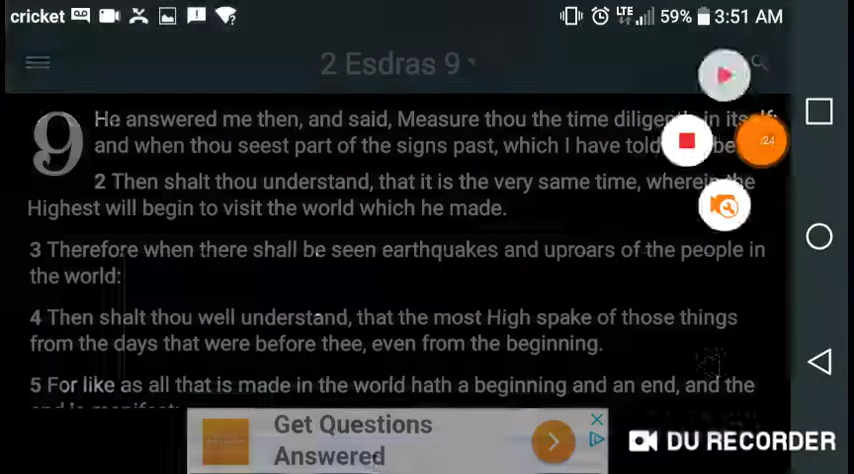 cricket 59% 3:51 AM
LTE
2 Esdras 9
:24
9 He answered me then, and said, Measure thou the time diligently in itself:
and when thou seest part of the signs past, which I have told
2 Then shalt thou understand, that it is the very same time, wherein the
Highest will begin to visit the world which he made.
3 Therefore when there shall be seen earthquakes and uproars of the people in
the world:
4 Then shalt thou well understand, that the most High spake of those things
from the days that were before thee, even from the beginning.
5 For like as all that is made in the world hath a beginning and an end, and the
end is manifest:
Get Questions
Answered
DU RECORDER